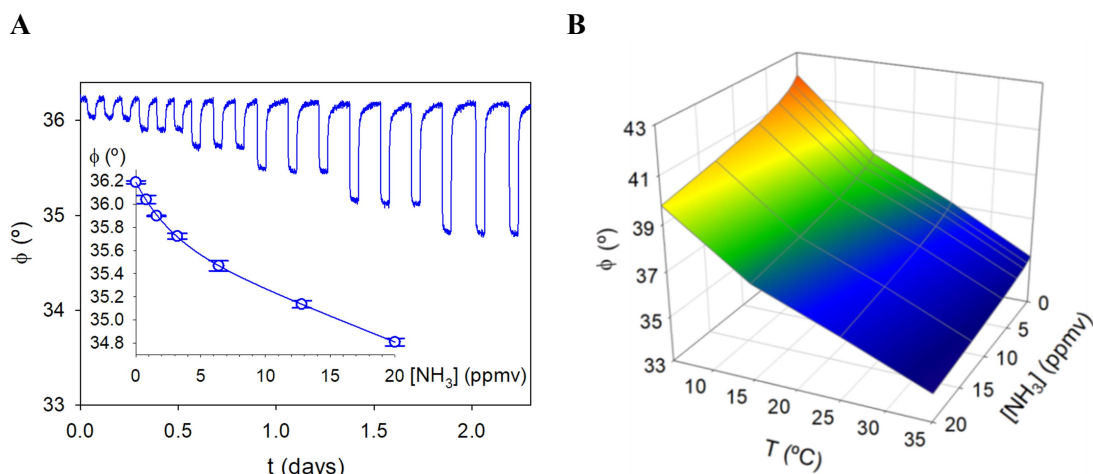 A
B
36
35
34
33
ϕ (º)
0.0 0.5 1.0 1.5 2.0
t (days)
ϕ (º)
36.2
36.0
35.8
35.6
35.4
35.2
35.0
34.8
0 5 10 15 20 [NH₃] (ppmv)
43
41
39
37
35
33
ϕ (º)
10 15 20 25 30 35
T (ºC)
0
5
10
15
20
[NH₃] (ppmv)